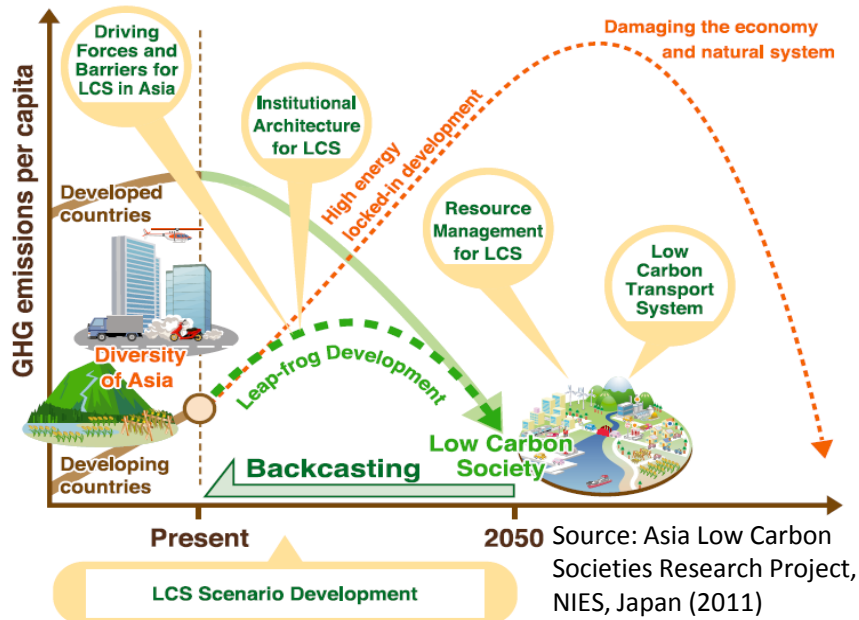 Driving
Forces and
Barriers for
LCS in Asia
Institutional
Architecture
for LCS
Damaging the economy
and natural system
High energy
locked-in development
GHG emissions per capita
Developed
countries
Resource
Management
for LCS
Low
Carbon
Transport
System
Diversity
of Asia
Leap-frog Development
Low Carbon
Society
Developing
countries
Backcasting
Present
2050
Source: Asia Low Carbon
Societies Research Project,
NIES, Japan (2011)
LCS Scenario Development